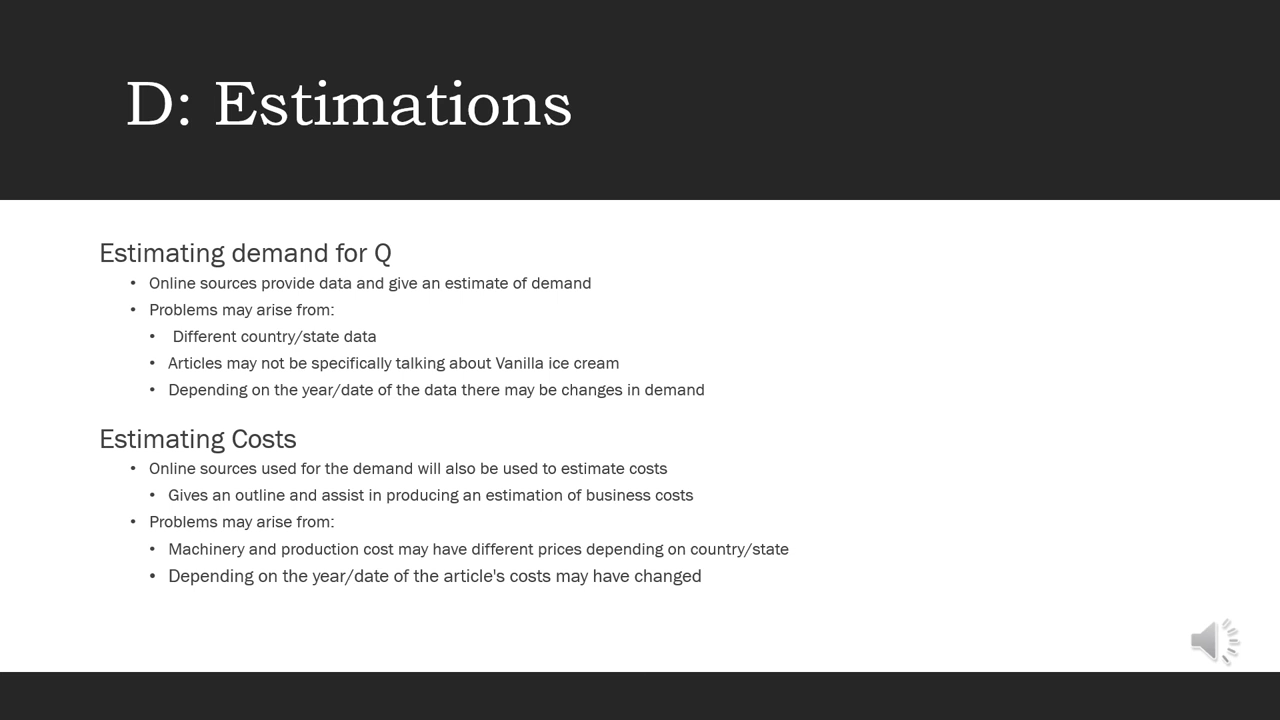 D: Estimations
Estimating demand for Q
• Online sources provide data and give an estimate of demand
• Problems may arise from:
• Different country/state data
• Articles may not be specifically talking about Vanilla ice cream
• Depending on the year/date of the data there may be changes in demand
Estimating Costs
• Online sources used for the demand will also be used to estimate costs
• Gives an outline and assist in producing an estimation of business costs
• Problems may arise from:
• Machinery and production cost may have different prices depending on country/state
• Depending on the year/date of the article's costs may have changed